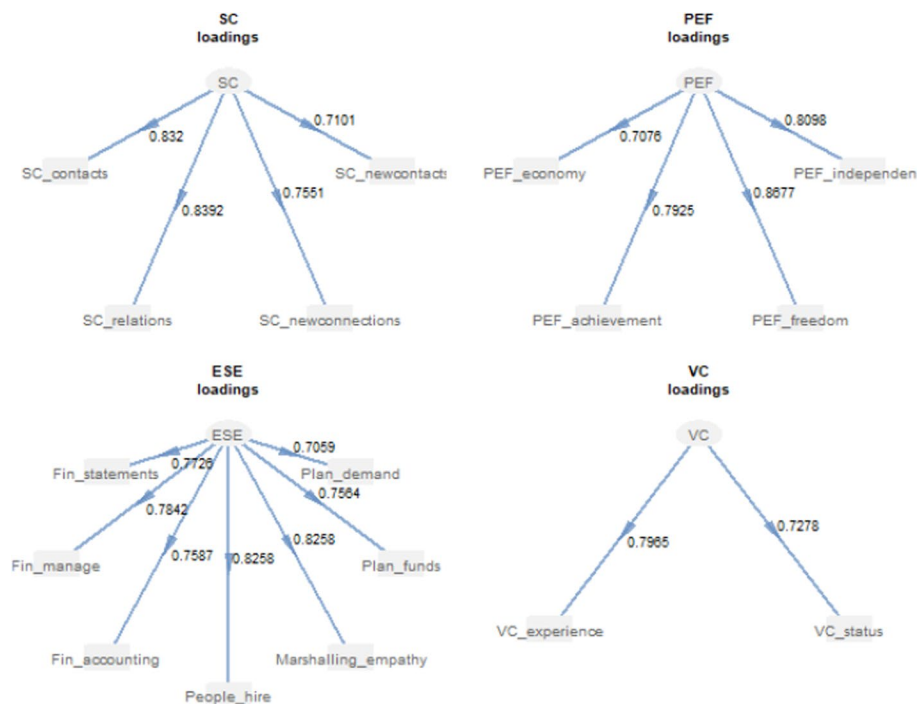 SC
loadings
SC
0.832
0.7101
SC_contacts
SC_newcontacts
0.8392
0.7551
SC_relations
SC_newconnections
PEF
loadings
PEF
0.7076
0.8098
PEF_economy
PEF_independen
0.7925
0.8677
PEF_achievement
PEF_freedom
ESE
loadings
ESE
0.7726
0.7059
Fin_statements
Plan_demand
0.7842
0.7564
Fin_manage
Plan_funds
0.7587
0.8258
0.8258
Fin_accounting
Marshalling_empathy
People_hire
VC
loadings
VC
0.7965
0.7278
VC_experience
VC_status